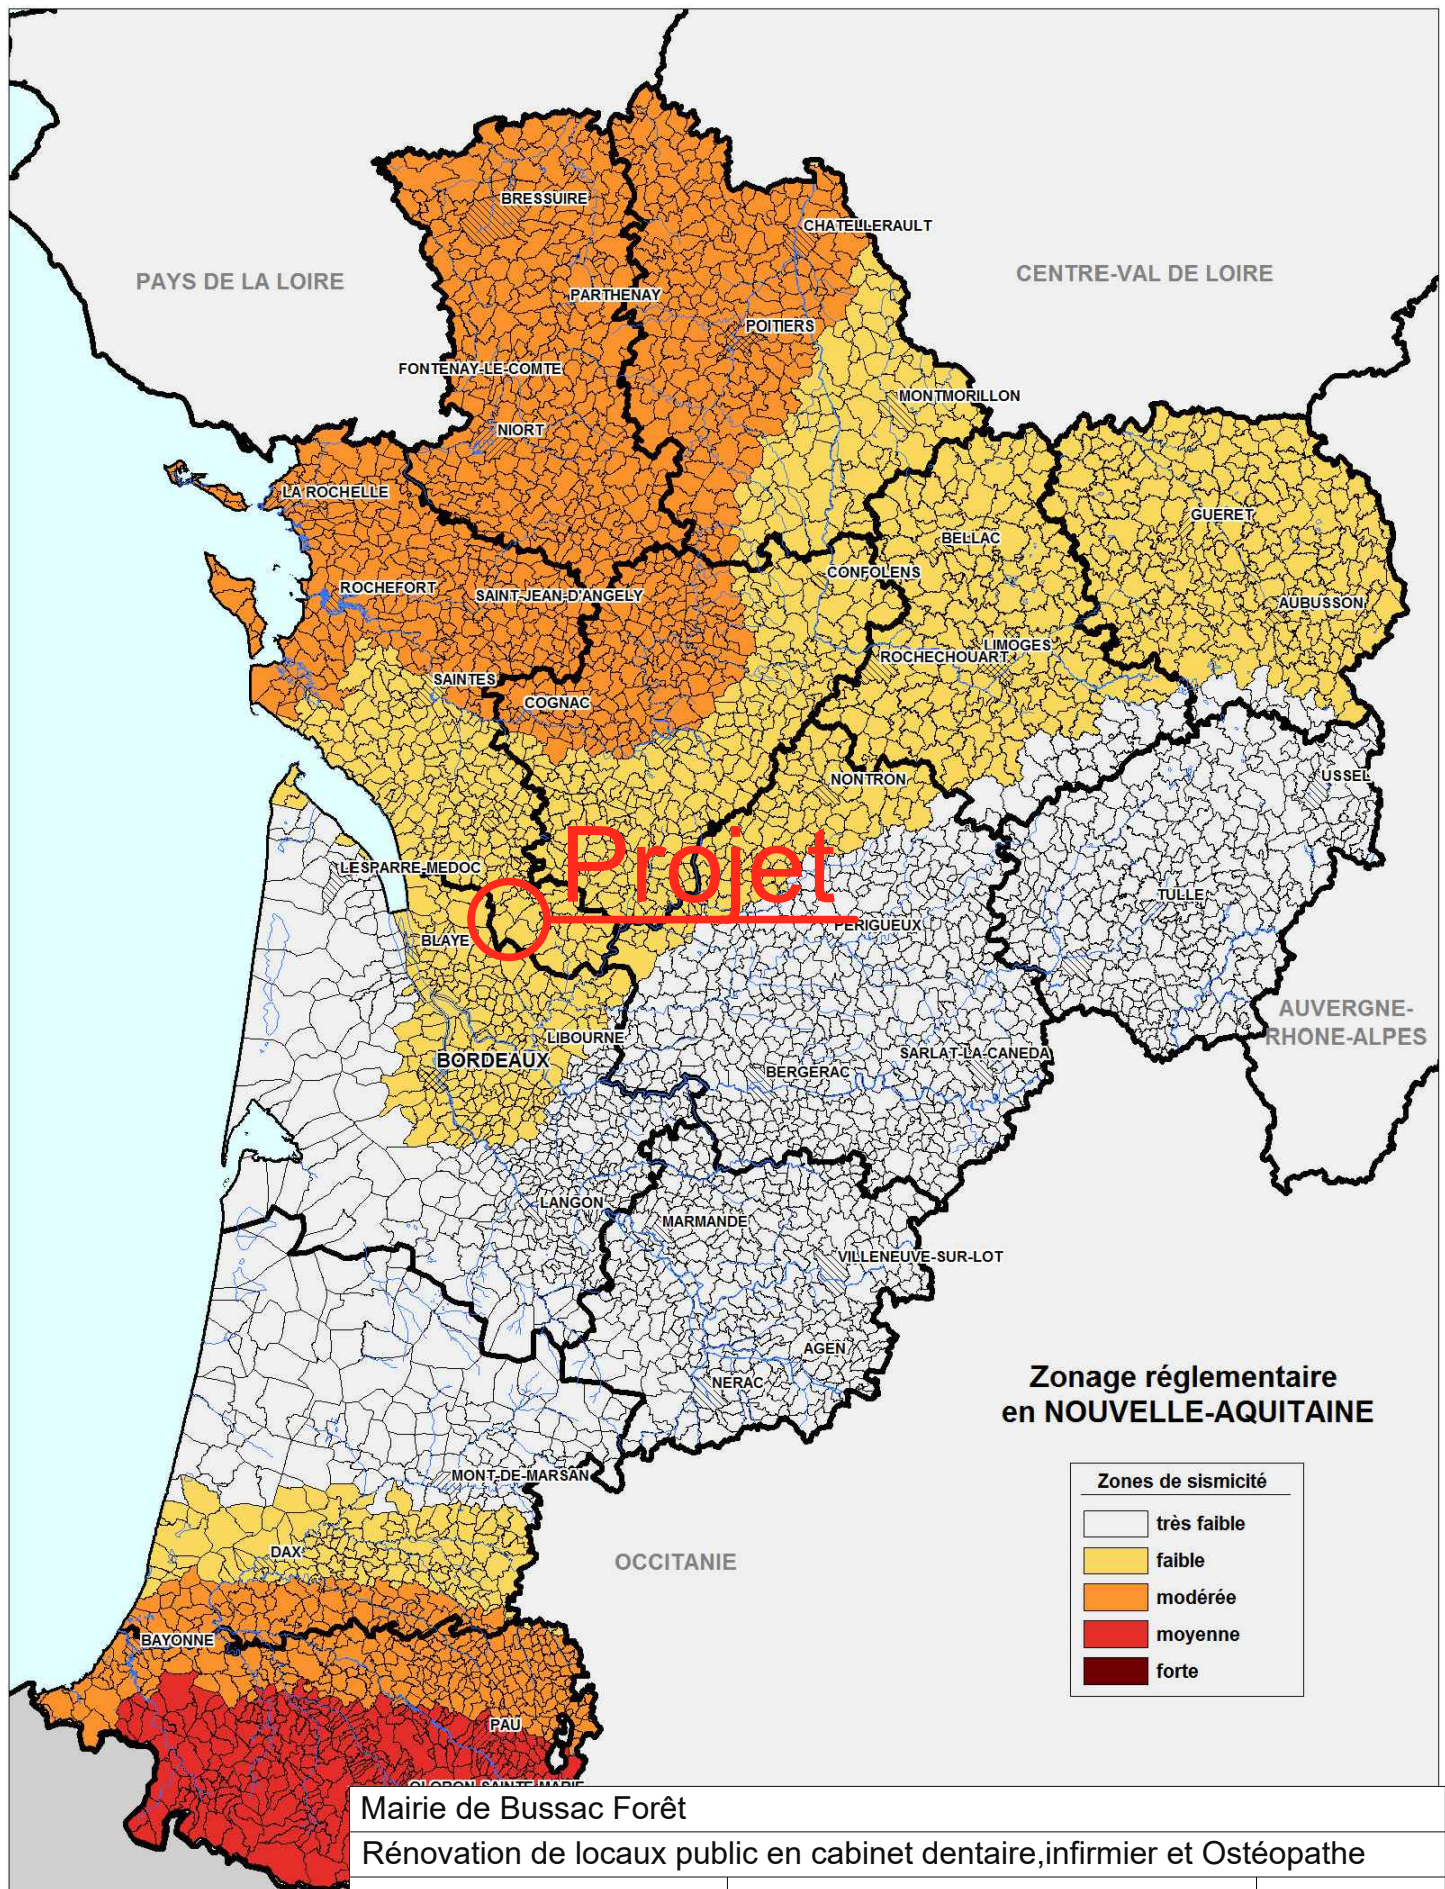 BRESSUIRE
CHATELLERAULT
PAYS DE LA LOIRE
CENTRE-VAL DE LOIRE
PARTHENAY
POITIERS
FONTENAY-LE-COMTE
MONTMORILLON
NIORT
LA ROCHELLE
GUERET
BELLAC
CONFOLENS
ROCHEFORT
SAINT-JEAN-D'ANGELY
AUBUSSON
LIMOGES
ROCHECHOUART
SAINTES
COGNAC
NONTRON
USSEL
Projet
LESPARRE-MEDOC
TULLE
PERIGUEUX
BLAYE
AUVERGNE-
RHONE-ALPES
LIBOURNE
BORDEAUX
SARLAT-LA-CANEDA
BERGERAC
LANGON
MARMANDE
VILLENEUVE-SUR-LOT
AGEN
NERAC
Zonage réglementaire
en NOUVELLE-AQUITAINE
MONT-DE-MARSAN
Zones de sismicité
très faible
faible
modérée
moyenne
forte
DAX
OCCITANIE
BAYONNE
PAU
OLORON-SAINTE-MARIE
Mairie de Bussac Forêt
Rénovation de locaux public en cabinet dentaire,infirmier et Ostéopathe